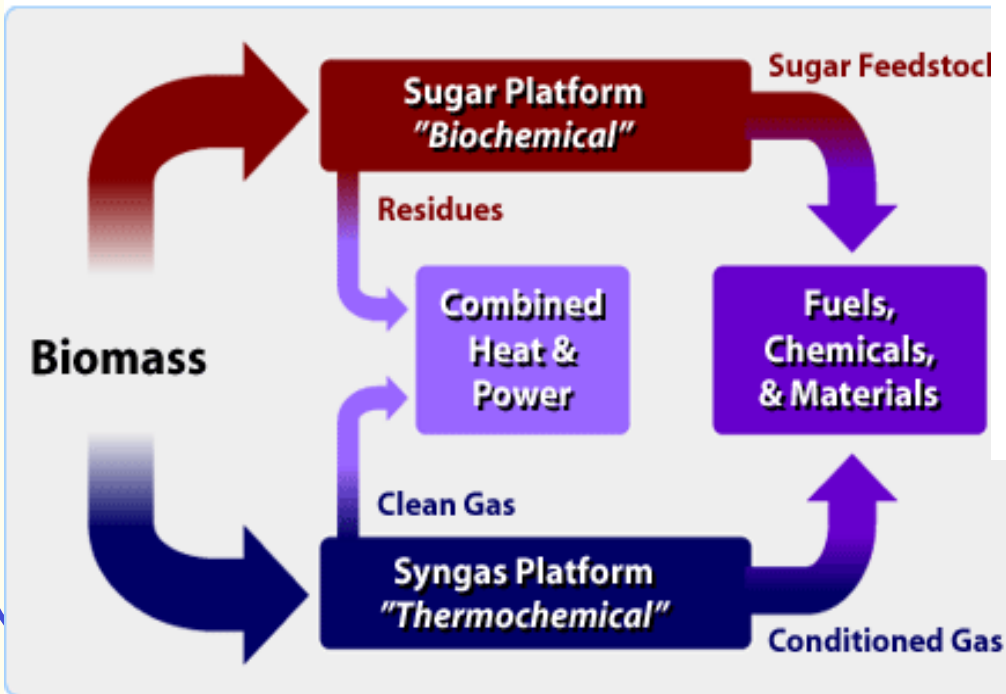 Sugar Platform
"Biochemical"
Sugar Feedstoc
Residues
Combined
Heat &
Power
Fuels,
Chemicals,
& Materials
Biomass
Clean Gas
Syngas Platform
"Thermochemical"
Conditioned Gas